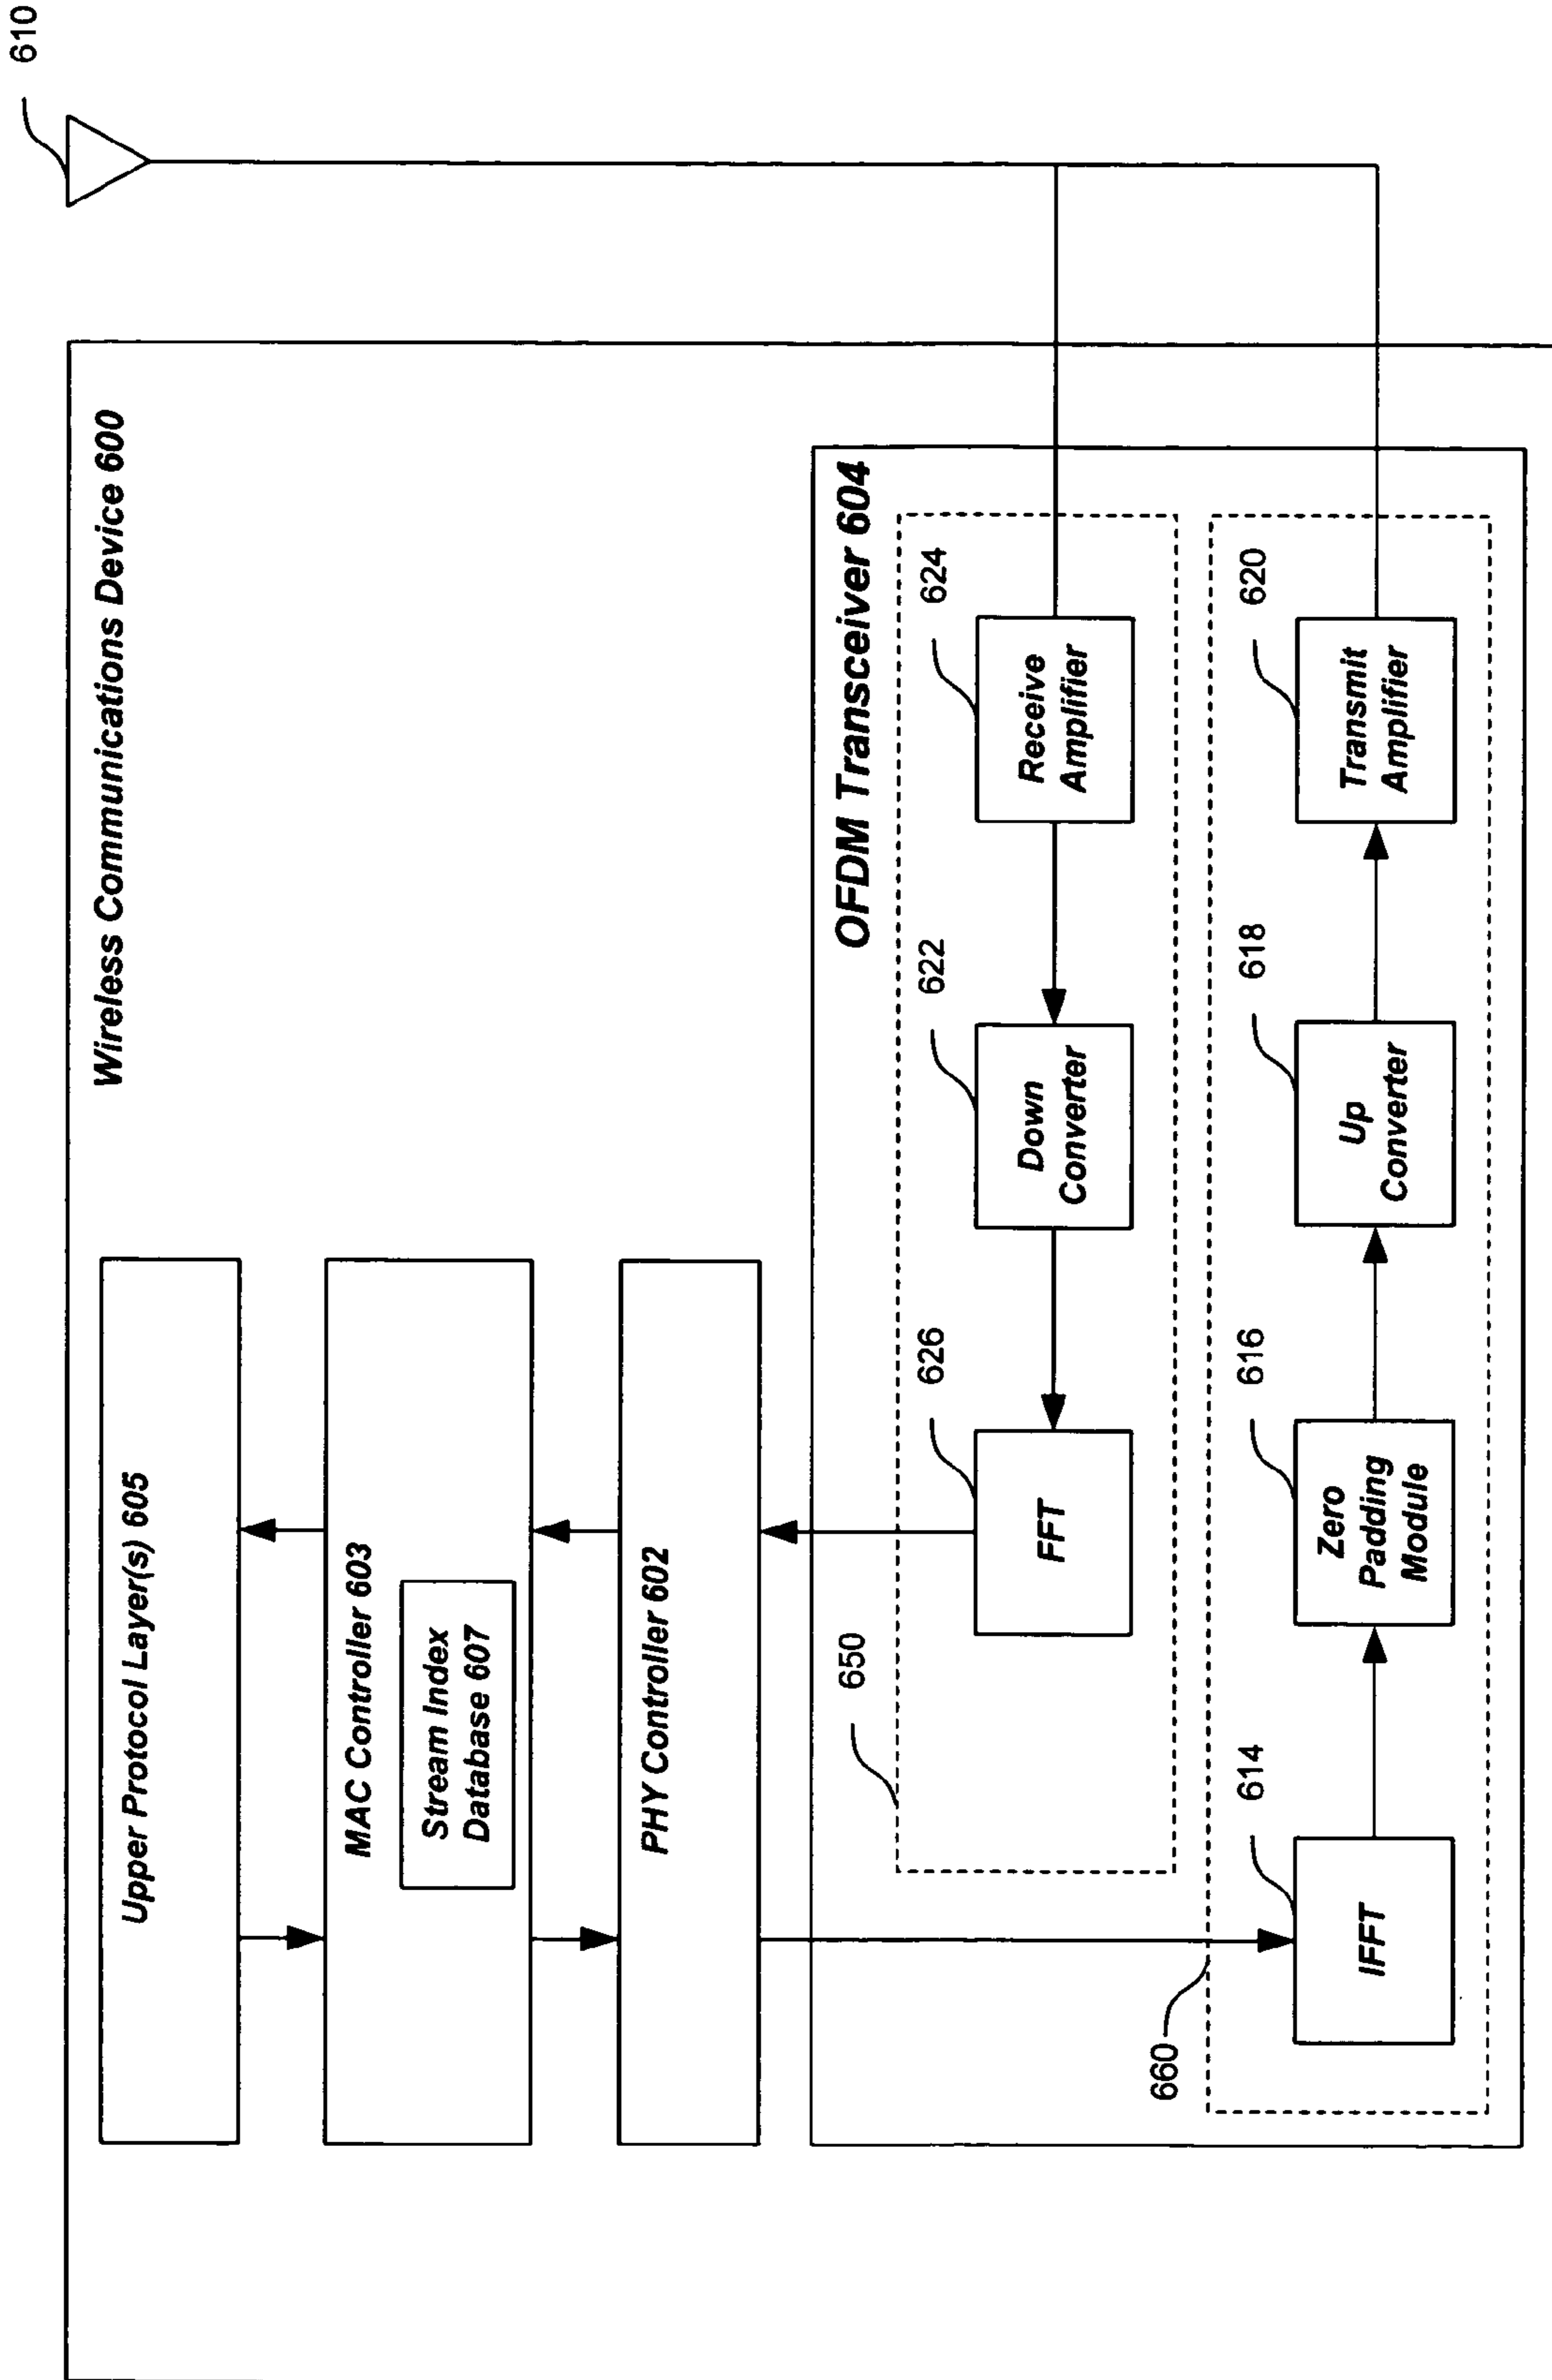 610
Wireless Communications Device 600
Upper Protocol Layer(s) 605
MAC Controller 603
Stream Index
Database 607
PHY Controller 602
OFDM Transceiver 604
650
626
622
624
FFT
Down
Converter
Receive
Amplifier
660
614
616
618
620
IFFT
Zero
Padding
Module
Up
Converter
Transmit
Amplifier